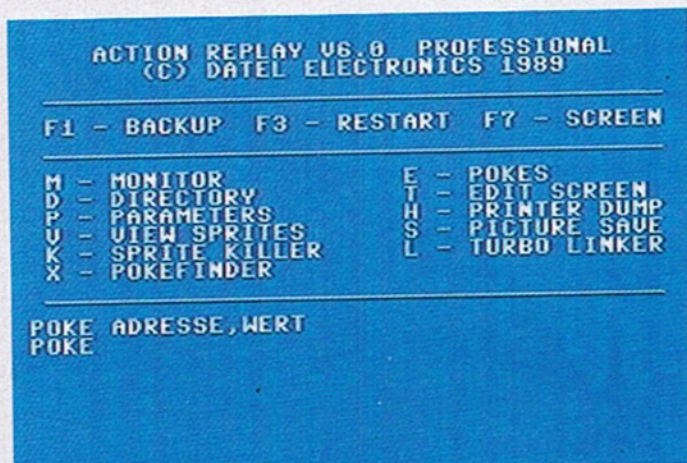 ACTION REPLAY V6.0 PROFESSIONAL
(C) DATEL ELECTRONICS 1989
F1 - BACKUP F3 - RESTART F7 - SCREEN
M - MONITOR
D - DIRECTORY
P - PARAMETERS
V - VIEW SPRITES
K - SPRITE KILLER
X - POKEFINDER
E - POKES
T - EDIT SCREEN
H - PRINTER DUMP
S - PICTURE SAVE
L - TURBO LINKER
POKE ADRESSE,WERT
POKE